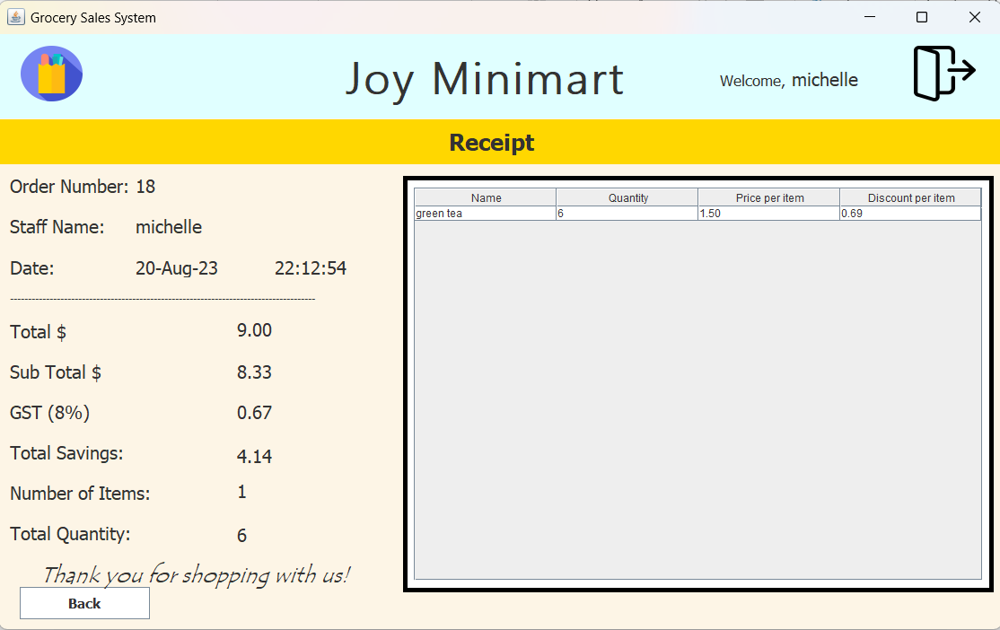 Grocery Sales System
Joy Minimart
Welcome, michelle
Receipt
Order Number: 18
Staff Name: michelle
Date: 20-Aug-23 22:12:54
-------------------------------------------------------------------------------------
Total $ 9.00
Sub Total $ 8.33
GST (8%) 0.67
Total Savings: 4.14
Number of Items: 1
Total Quantity: 6
Thank you for shopping with us!
Back
Name Quantity Price per item Discount per item
green tea 6 1.50 0.69